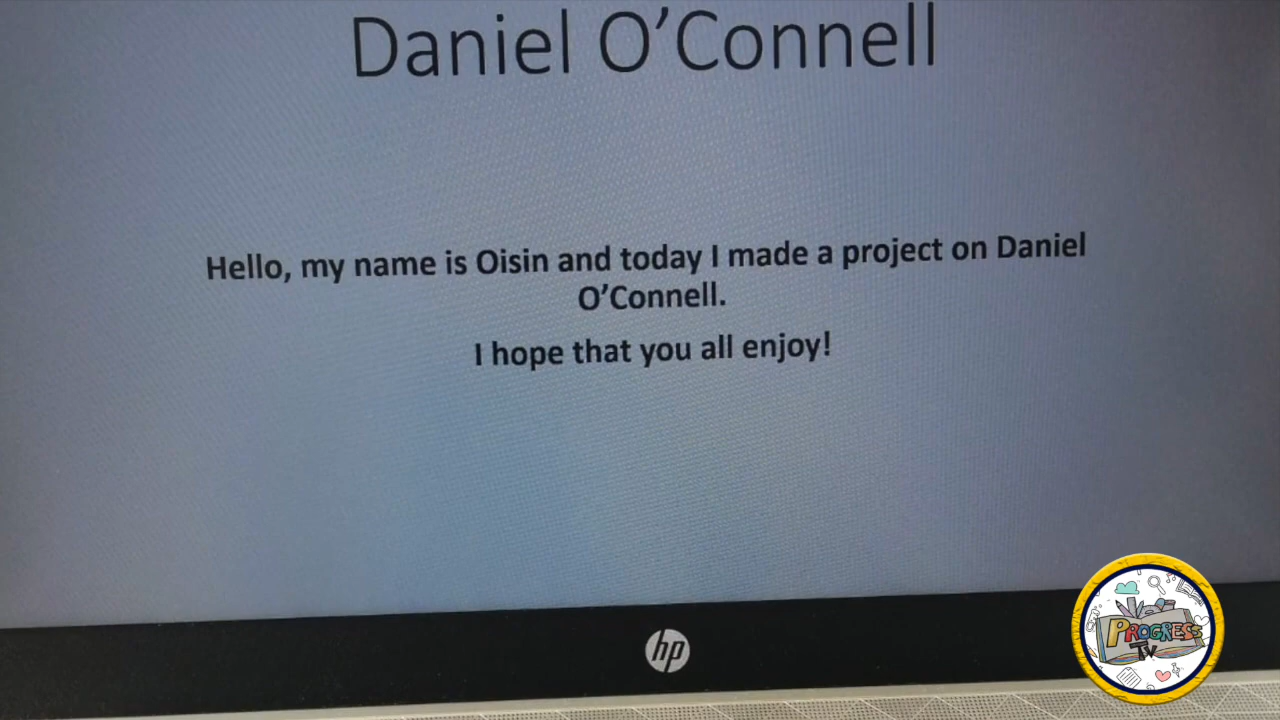 Daniel O’Connell
Hello, my name is Oisin and today I made a project on Daniel
O’Connell.
I hope that you all enjoy!
hp
PROGRESS
TV